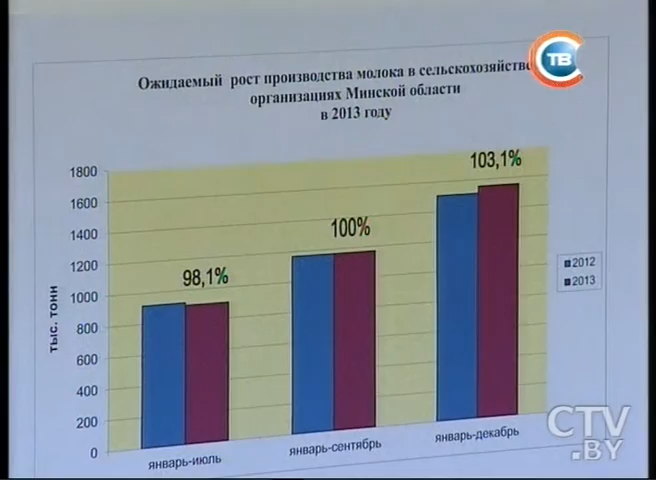 Ожидаемый рост производства молока в сельскохозяйстве
организациях Минской области
в 2013 году
СТВ
1800
1600
1400
1200
1000
800
600
400
200
0
тыс. тонн
98,1%
100%
103,1%
2012
2013
январь-июль
январь-сентябрь
январь-декабрь
CTV
.BY